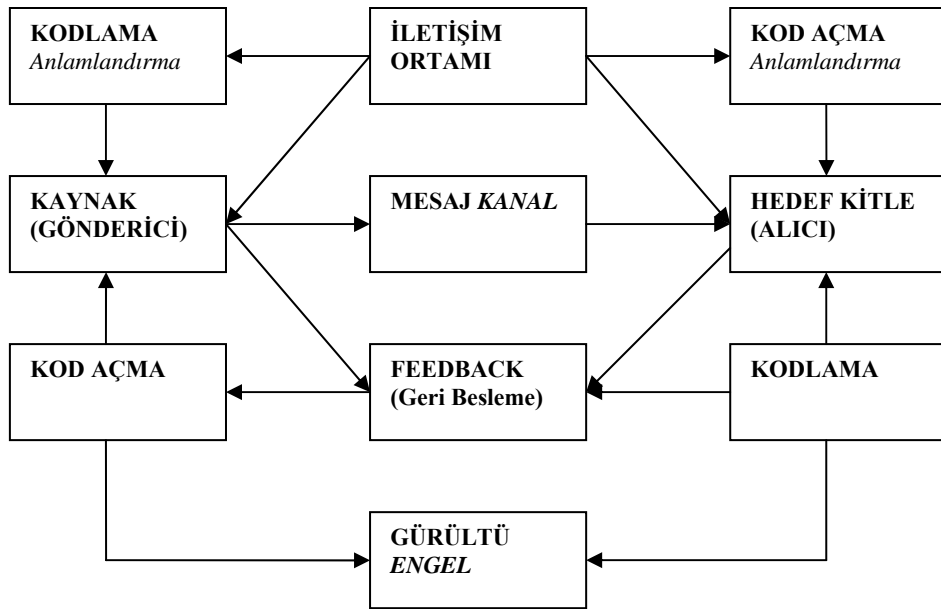 KODLAMA
Anlamlandırma
İLETİŞİM
ORTAMI
KOD AÇMA
Anlamlandırma
KAYNAK
(GÖNDERİCİ)
MESAJ KANAL
HEDEF KİTLE
(ALICI)
KOD AÇMA
FEEDBACK
(Geri Besleme)
KODLAMA
GÜRÜLTÜ
ENGEL